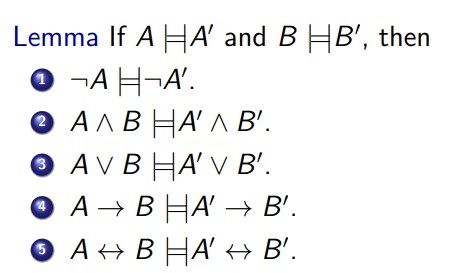 Lemma If A ⊨⊨ A′ and B ⊨⊨ B′, then
1 ¬A ⊨⊨ ¬A′.
2 A ∧ B ⊨⊨ A′ ∧ B′.
3 A ∨ B ⊨⊨ A′ ∨ B′.
4 A → B ⊨⊨ A′ → B′.
5 A ↔ B ⊨⊨ A′ ↔ B′.